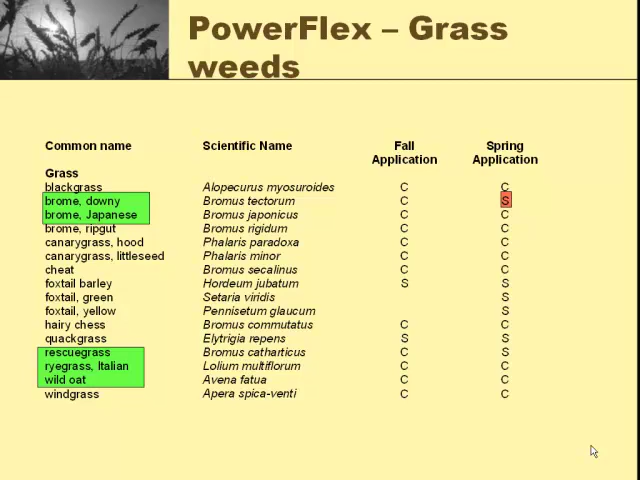 PowerFlex – Grass
weeds
Common name Scientific Name Fall Application Spring Application
Grass
blackgrass Alopecurus myosuroides C C
brome, downy Bromus tectorum C S
brome, Japanese Bromus japonicus C C
brome, ripgut Bromus rigidum C C
canarygrass, hood Phalaris paradoxa C C
canarygrass, littleseed Phalaris minor C C
cheat Bromus secalinus C C
foxtail barley Hordeum jubatum S S
foxtail, green Setaria viridis S
foxtail, yellow Pennisetum glaucum S
hairy chess Bromus commutatus C C
quackgrass Elytrigia repens S S
rescuegrass Bromus catharticus C S
ryegrass, Italian Lolium multiflorum C C
wild oat Avena fatua C C
windgrass Apera spica-venti C C